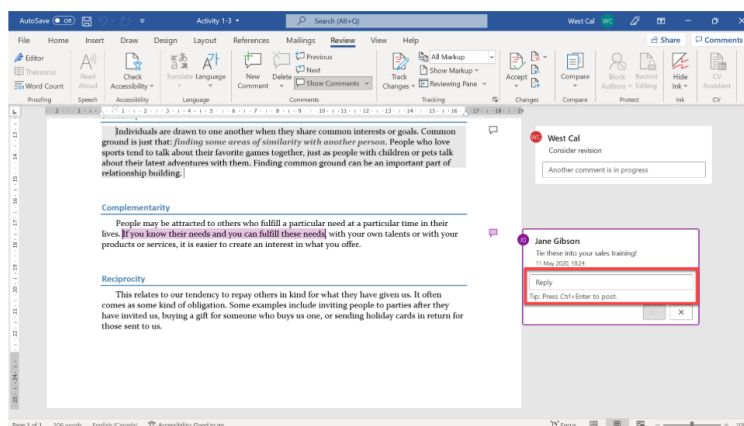 AutoSave Off Activity 1-3 Search (Alt+Q) West Cal WC
File Home Insert Draw Design Layout References Mailings Review View Help Share Comments
Editor
Thesaurus
Word Count
Proofing
Read Aloud
Speech
Check Accessibility
Accessibility
Translate Language
Language
New Comment
Delete
Previous
Next
Show Comments
Comments
Track Changes
All Markup
Show Markup
Reviewing Pane
Tracking
Accept
Changes
Compare
Compare
Block Authors
Restrict Editing
Protect
Hide Ink
Ink
CV Assistant
CV
Individuals are drawn to one another when they share common interests or goals. Common
ground is just that: finding some areas of similarity with another person. People who love
sports tend to talk about their favorite games together, just as people with children or pets talk
about their latest adventures with them. Finding common ground can be an important part of
relationship building.
Complementarity
People may be attracted to others who fulfill a particular need at a particular time in their
lives. If you know their needs and you can fulfill these needs, with your own talents or with your
products or services, it is easier to create an interest in what you offer.
Reciprocity
This relates to our tendency to repay others in kind for what they have given us. It often
comes as some kind of obligation. Some examples include inviting people to parties after they
have invited us, buying a gift for someone who buys us one, or sending holiday cards in return for
those sent to us.
WC West Cal
Consider revision
Another comment is in progress
JG Jane Gibson
Tie these into your sales training!
11 May 2020, 18:24
Reply
Tip: Press Ctrl+Enter to post.
Page 1 of 1 106 words English (Canada) Accessibility: Good to go Focus